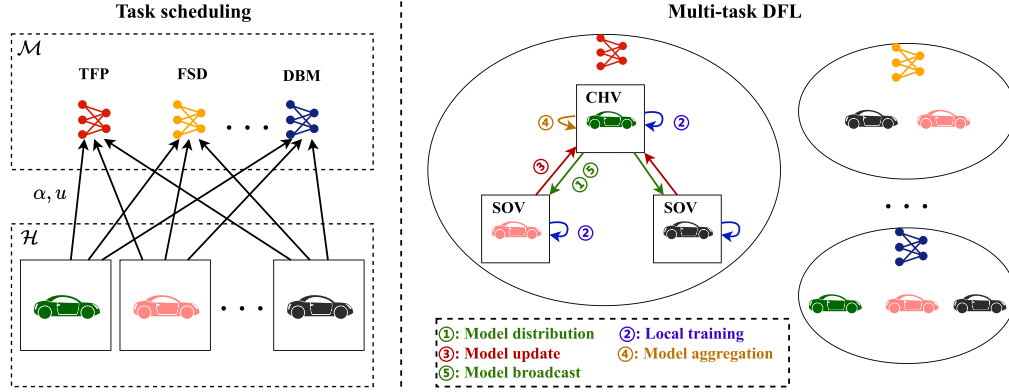 Task scheduling
ℳ
TFP FSD DBM
. . .
α, u
ℋ
. . .
Multi-task DFL
CHV
④ ②
③ ① ⑤
SOV SOV
② ②
. . .
①: Model distribution ②: Local training
③: Model update ④: Model aggregation
⑤: Model broadcast